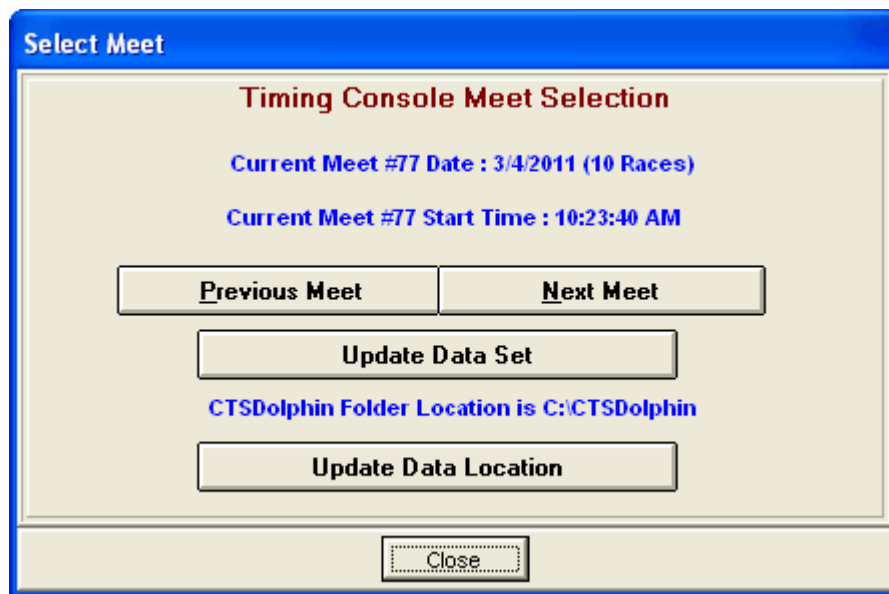 Select Meet
Timing Console Meet Selection
Current Meet #77 Date : 3/4/2011 (10 Races)
Current Meet #77 Start Time : 10:23:40 AM
Previous Meet Next Meet
Update Data Set
CTSDolphin Folder Location is C:\CTSDolphin
Update Data Location
Close